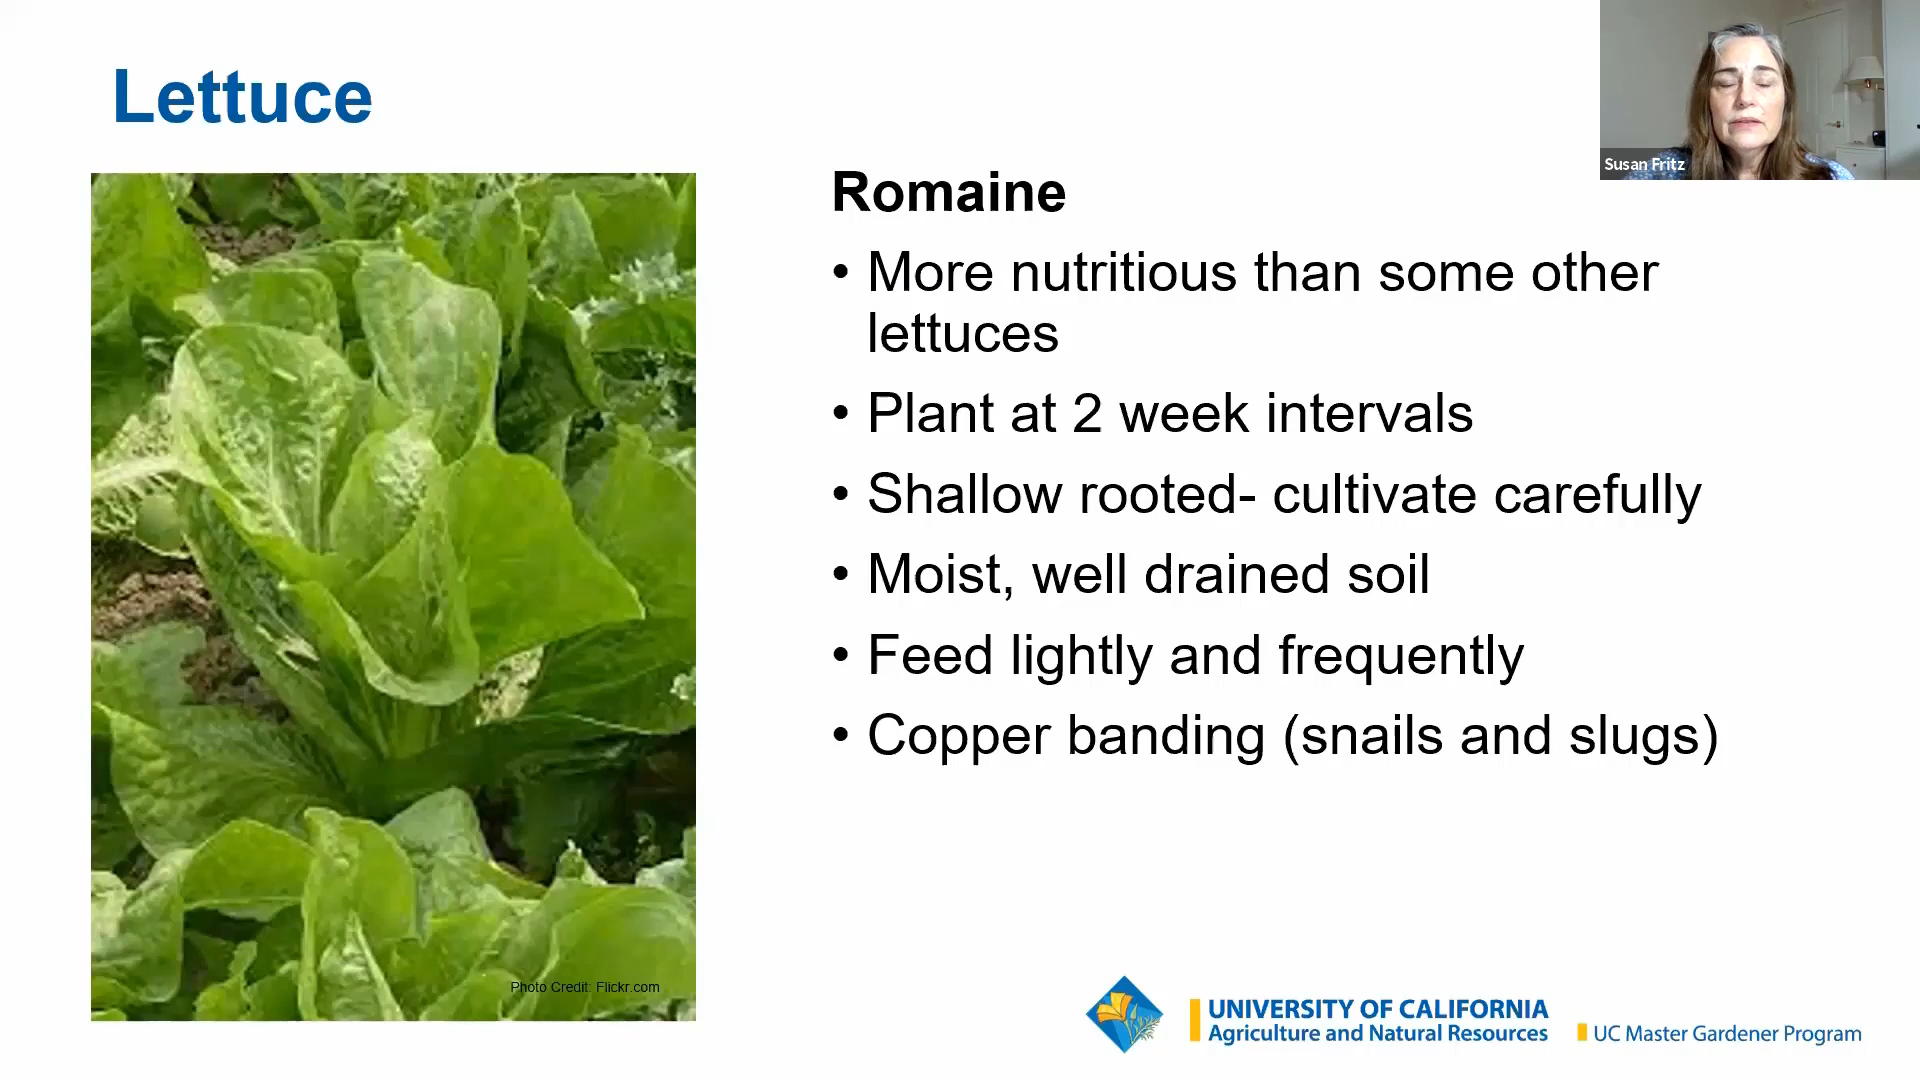 Lettuce
Susan Fritz
Romaine
• More nutritious than some other
lettuces
• Plant at 2 week intervals
• Shallow rooted- cultivate carefully
• Moist, well drained soil
• Feed lightly and frequently
• Copper banding (snails and slugs)
Photo Credit: Flickr.com
UNIVERSITY OF CALIFORNIA
Agriculture and Natural Resources
UC Master Gardener Program